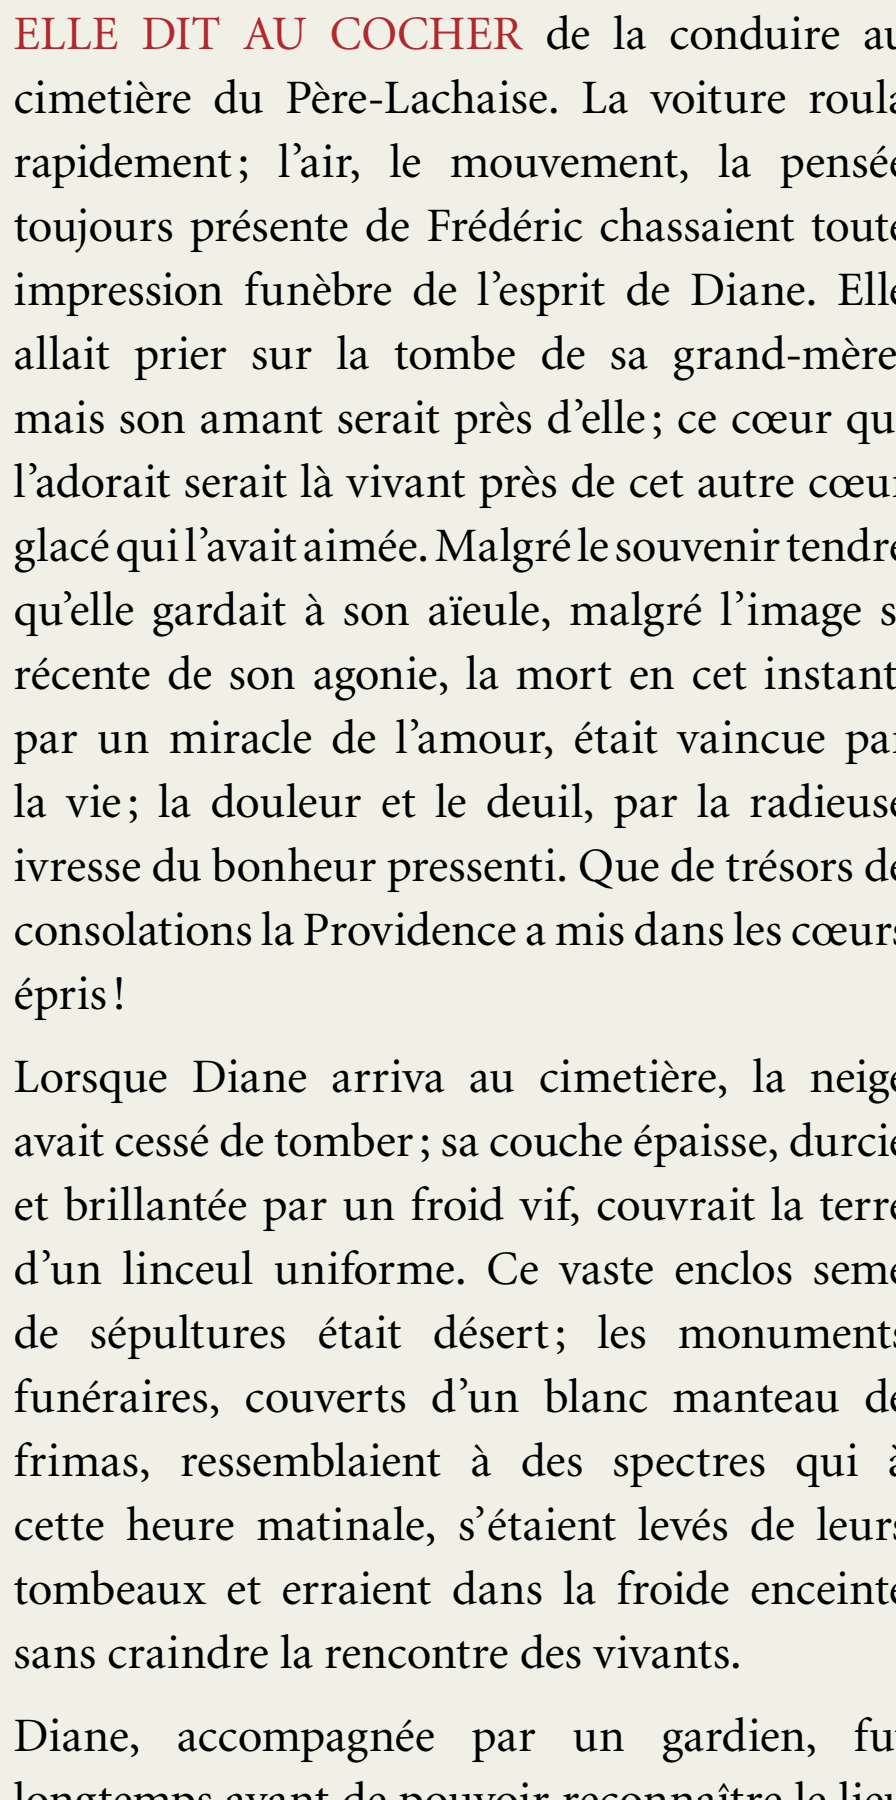 ELLE DIT AU COCHER de la conduire au
cimetière du Père-Lachaise. La voiture roula
rapidement ; l’air, le mouvement, la pensée
toujours présente de Frédéric chassaient toute
impression funèbre de l’esprit de Diane. Elle
allait prier sur la tombe de sa grand-mère
mais son amant serait près d’elle ; ce cœur qui
l’adorait serait là vivant près de cet autre cœur
glacé qui l’avait aimée. Malgré le souvenir tendre
qu’elle gardait à son aïeule, malgré l’image si
récente de son agonie, la mort en cet instant
par un miracle de l’amour, était vaincue par
la vie ; la douleur et le deuil, par la radieuse
ivresse du bonheur pressenti. Que de trésors de
consolations la Providence a mis dans les cœurs
épris !
Lorsque Diane arriva au cimetière, la neige
avait cessé de tomber ; sa couche épaisse, durcie
et brillantée par un froid vif, couvrait la terre
d’un linceul uniforme. Ce vaste enclos semé
de sépultures était désert ; les monuments
funéraires, couverts d’un blanc manteau de
frimas, ressemblaient à des spectres qui à
cette heure matinale, s’étaient levés de leurs
tombeaux et erraient dans la froide enceinte
sans craindre la rencontre des vivants.
Diane, accompagnée par un gardien, fut
longtemps avant de pouvoir reconnaître le lieu